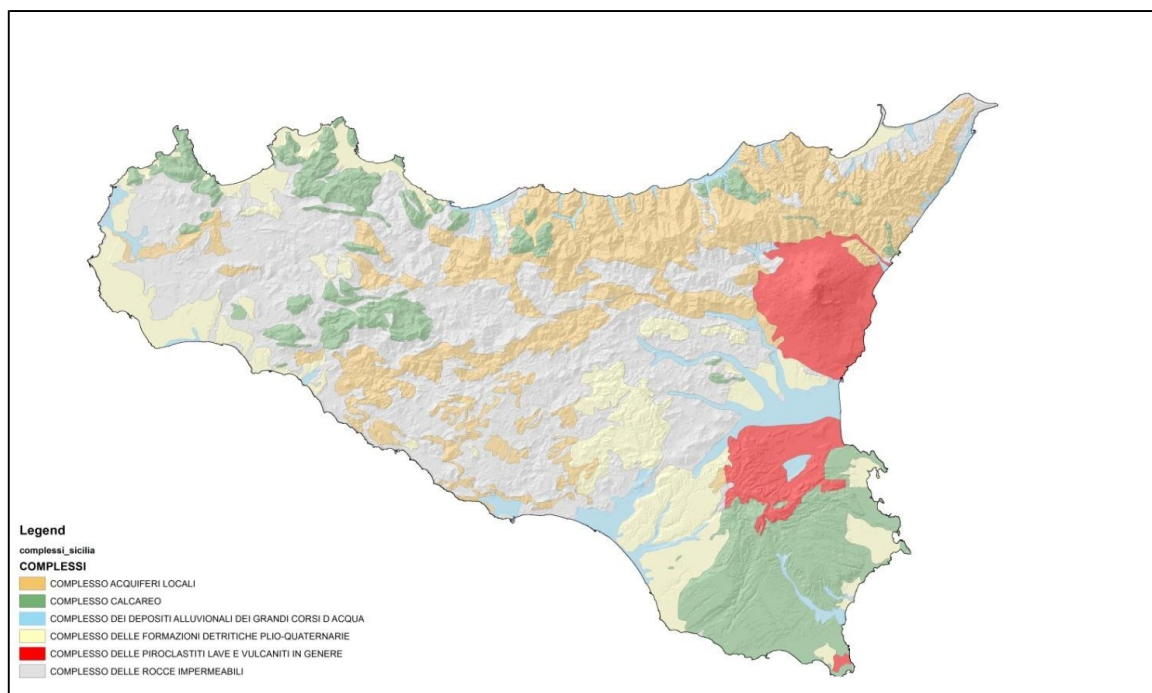 Legend
complessi_sicilia
COMPLESSI
COMPLESSO ACQUIFERI LOCALI
COMPLESSO CALCAREO
COMPLESSO DEI DEPOSITI ALLUVIONALI DEI GRANDI CORSI D ACQUA
COMPLESSO DELLE FORMAZIONI DETRITICHE PLIO-QUATERNARIE
COMPLESSO DELLE PIROCLASTITI LAVE E VULCANITI IN GENERE
COMPLESSO DELLE ROCCE IMPERMEABILI